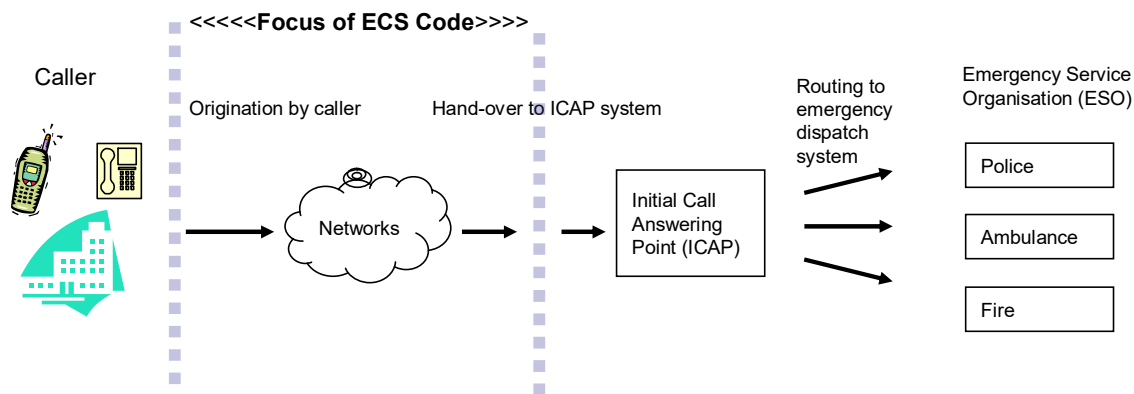 <<<<<Focus of ECS Code>>>>
Caller
Origination by caller
Hand-over to ICAP system
Routing to
emergency
dispatch
system
Emergency Service
Organisation (ESO)
Networks
Initial Call
Answering
Point (ICAP)
Police
Ambulance
Fire